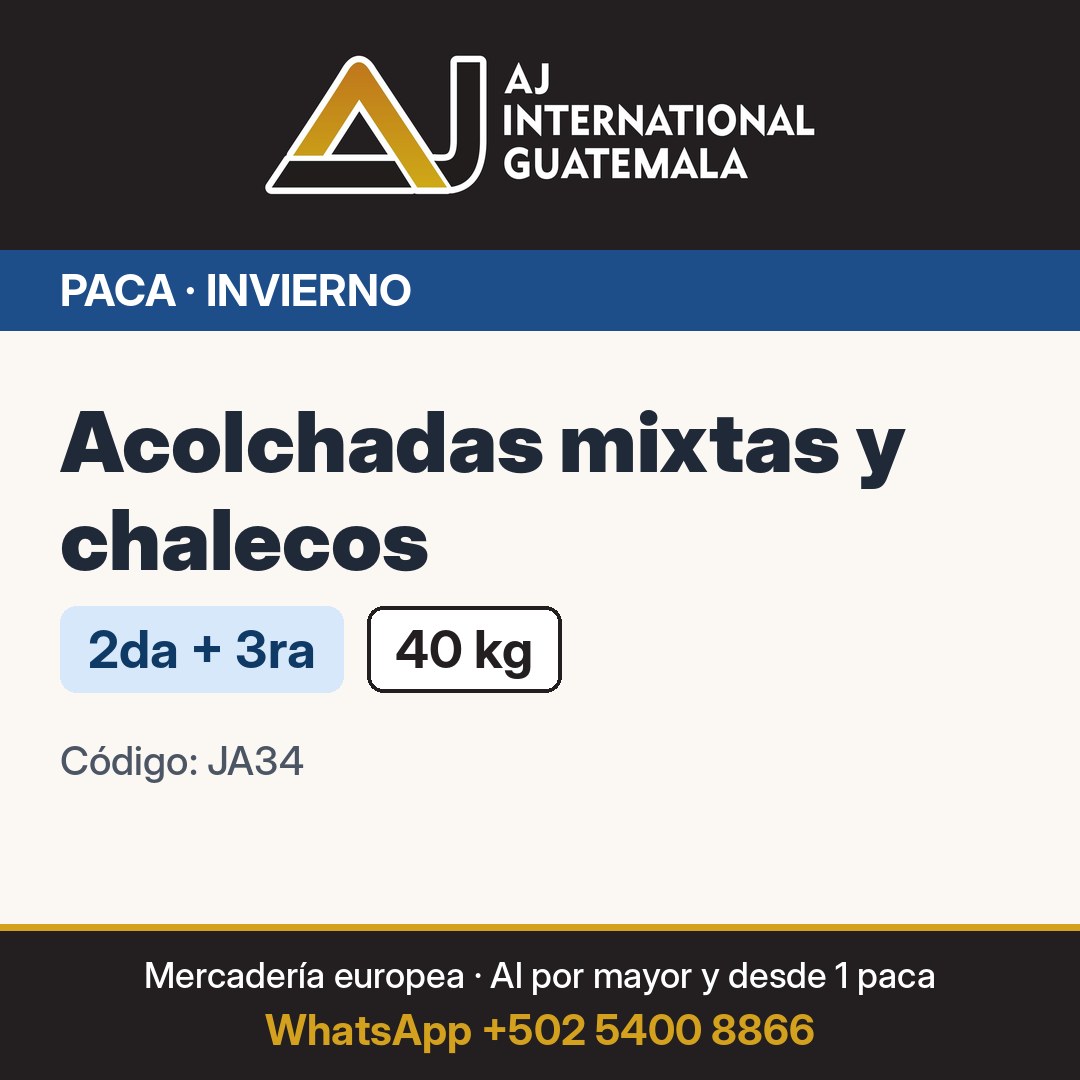 AJ
AJ
INTERNATIONAL
GUATEMALA
PACA · INVIERNO
Acolchadas mixtas y
chalecos
2da + 3ra
40 kg
Código: JA34
Mercadería europea · Al por mayor y desde 1 paca
WhatsApp +502 5400 8866